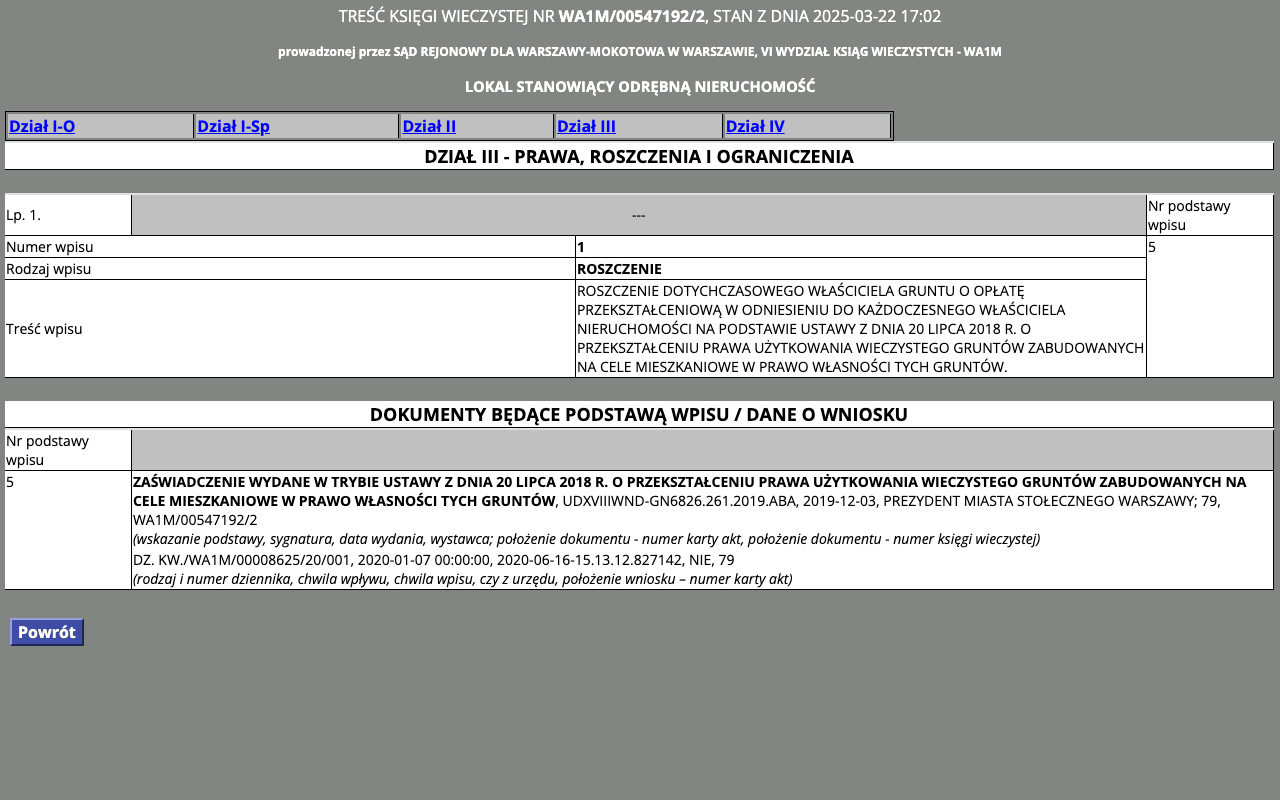 TREŚĆ KSIĘGI WIECZYSTEJ NR WA1M/00547192/2, STAN Z DNIA 2025-03-22 17:02
prowadzonej przez SĄD REJONOWY DLA WARSZAWY-MOKOTOWA W WARSZAWIE, VI WYDZIAŁ KSIĄG WIECZYSTYCH - WA1M
LOKAL STANOWIĄCY ODRĘBNĄ NIERUCHOMOŚĆ
Dział I-O Dział I-Sp Dział II Dział III Dział IV
DZIAŁ III - PRAWA, ROSZCZENIA I OGRANICZENIA
Lp. 1. --- Nr podstawy
wpisu
Numer wpisu 1 5
Rodzaj wpisu ROSZCZENIE
Treść wpisu
ROSZCZENIE DOTYCHCZASOWEGO WŁAŚCICIELA GRUNTU O OPŁATĘ
PRZEKSZTAŁCENIOWĄ W ODNIESIENIU DO KAŻDOCZESNEGO WŁAŚCICIELA
NIERUCHOMOŚCI NA PODSTAWIE USTAWY Z DNIA 20 LIPCA 2018 R. O
PRZEKSZTAŁCENIU PRAWA UŻYTKOWANIA WIECZYSTEGO GRUNTÓW ZABUDOWANYCH
NA CELE MIESZKANIOWE W PRAWO WŁASNOŚCI TYCH GRUNTÓW.
DOKUMENTY BĘDĄCE PODSTAWĄ WPISU / DANE O WNIOSKU
Nr podstawy
wpisu
5
ZAŚWIADCZENIE WYDANE W TRYBIE USTAWY Z DNIA 20 LIPCA 2018 R. O PRZEKSZTAŁCENIU PRAWA UŻYTKOWANIA WIECZYSTEGO GRUNTÓW ZABUDOWANYCH NA
CELE MIESZKANIOWE W PRAWO WŁASNOŚCI TYCH GRUNTÓW, UDXVIIIWND-GN6826.261.2019.ABA, 2019-12-03, PREZYDENT MIASTA STOŁECZNEGO WARSZAWY; 79,
WA1M/00547192/2
(wskazanie podstawy, sygnatura, data wydania, wystawca; położenie dokumentu - numer karty akt, położenie dokumentu - numer księgi wieczystej)
DZ. KW./WA1M/00008625/20/001, 2020-01-07 00:00:00, 2020-06-16-15.13.12.827142, NIE, 79
(rodzaj i numer dziennika, chwila wpływu, chwila wpisu, czy z urzędu, położenie wniosku – numer karty akt)
Powrót